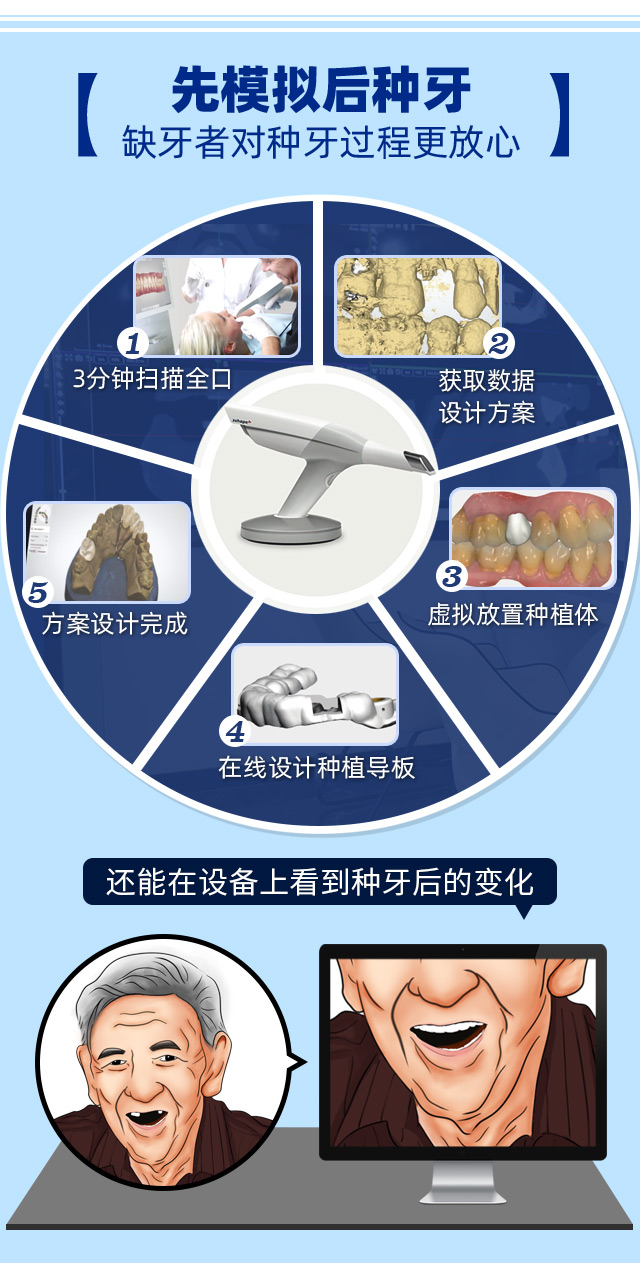 【先模拟后种牙】
缺牙者对种牙过程更放心
1
3分钟扫描全口
2
获取数据
设计方案
3
虚拟放置种植体
4
在线设计种植导板
5
方案设计完成
3shape
还能在设备上看到种牙后的变化